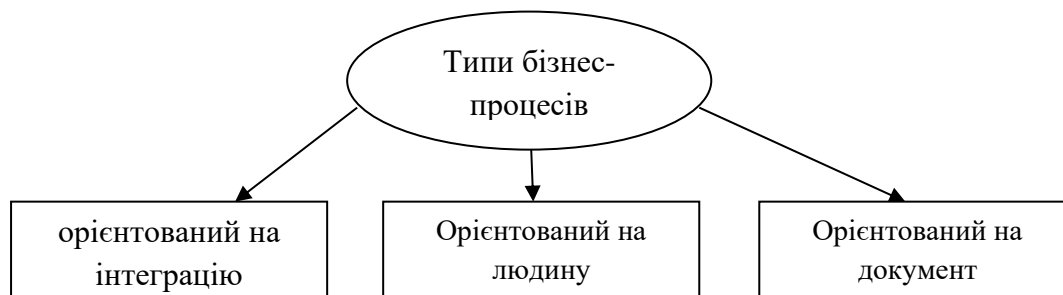 Типи бізнес-
процесів
орієнтований на
інтеграцію
Орієнтований на
людину
Орієнтований на
документ